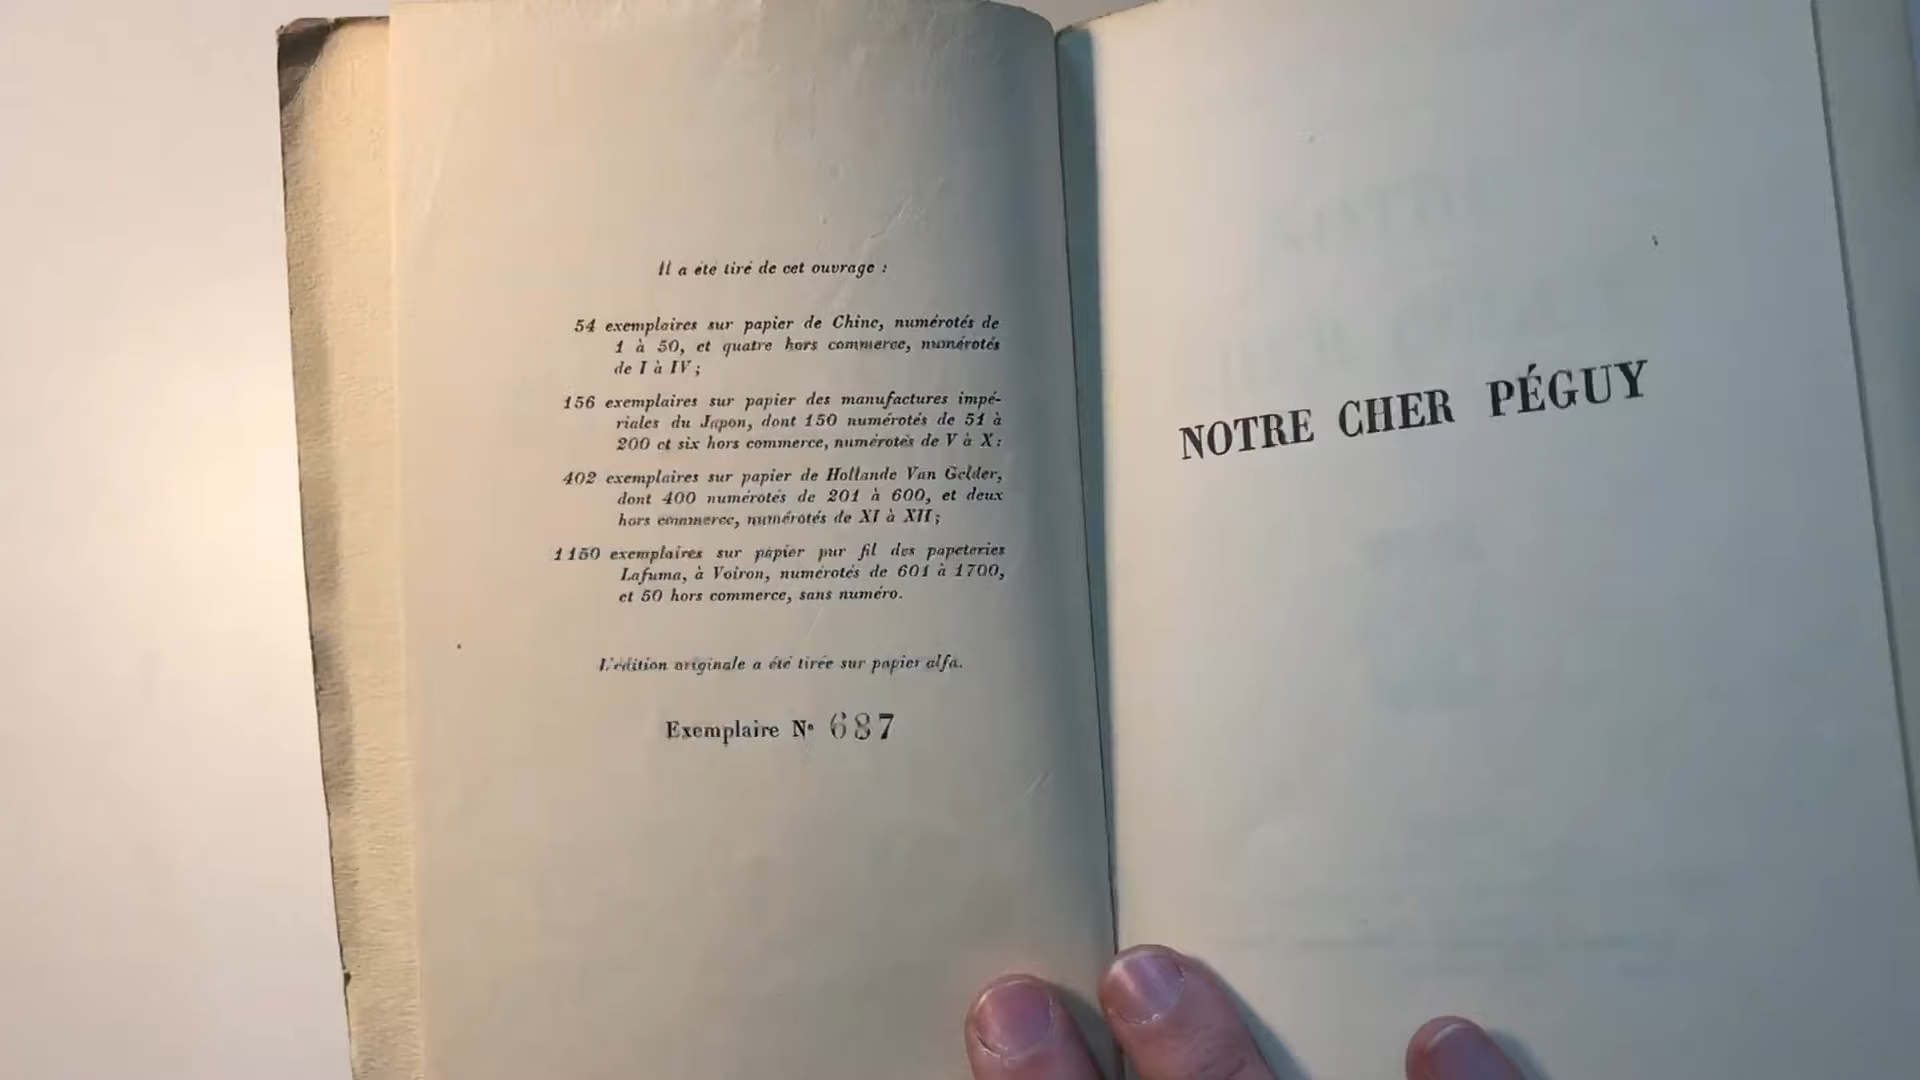 Il a été tiré de cet ouvrage :
54 exemplaires sur papier de Chine, numérotés de
1 à 50, et quatre hors commerce, numérotés
de I à IV ;
156 exemplaires sur papier des manufactures impé-
riales du Japon, dont 150 numérotés de 51 à
200 et six hors commerce, numérotés de V à X :
402 exemplaires sur papier de Hollande Van Gelder,
dont 400 numérotés de 201 à 600, et deux
hors commerce, numérotés de XI à XII ;
1150 exemplaires sur papier pur fil des papeteries
Lafuma, à Voiron, numérotés de 601 à 1700,
et 50 hors commerce, sans numéro.
L'édition originale a été tirée sur papier alfa.
Exemplaire N° 687
NOTRE CHER PÉGUY